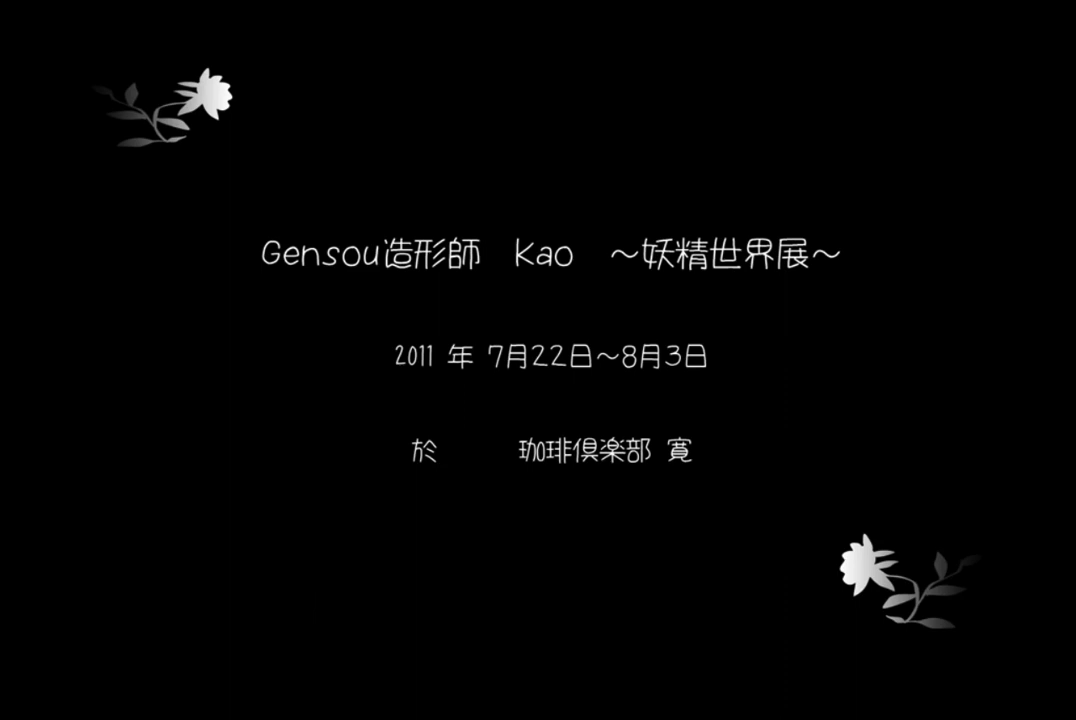 Gensou造形師　Kao　～妖精世界展～
2011 年 7月22日～8月3日
於　　　珈琲倶楽部 寛